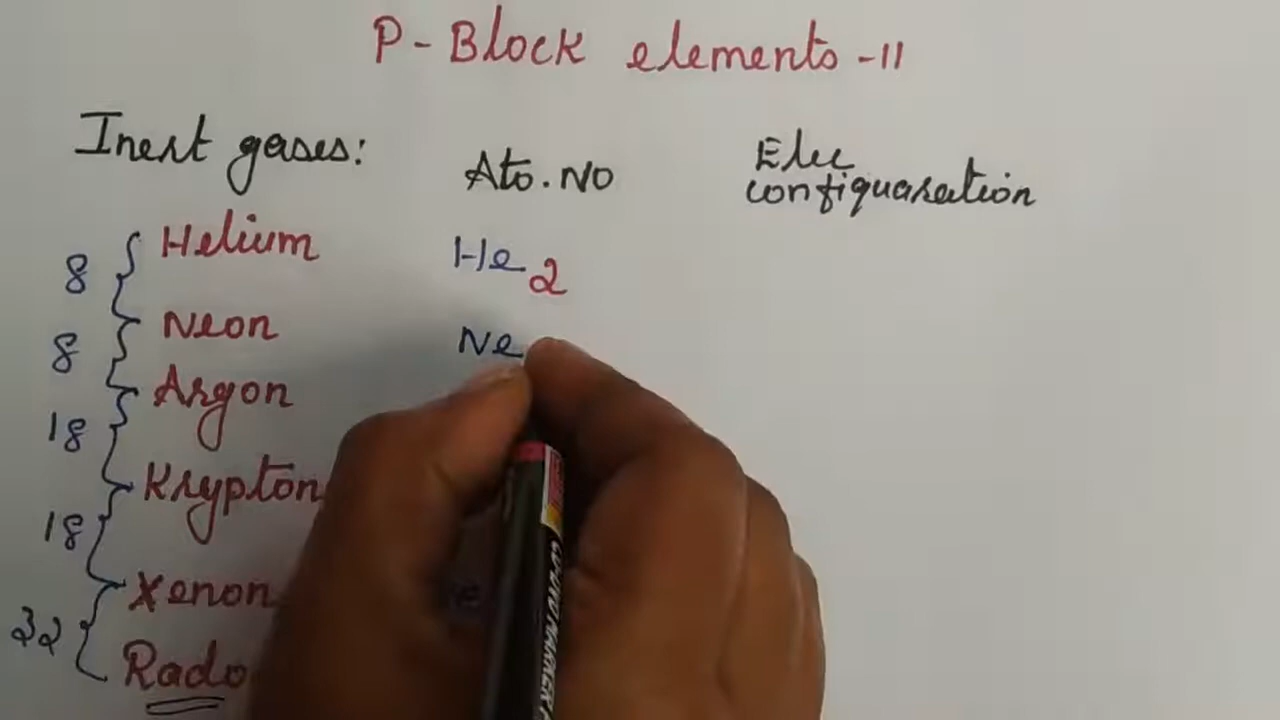 P-Block elements -II
Inert gases:
Ato.No
Elec
configuaration
8
Helium
He 2
8
Neon
Ne
18
Argon
18
Krypton
32
Xenon
Rado